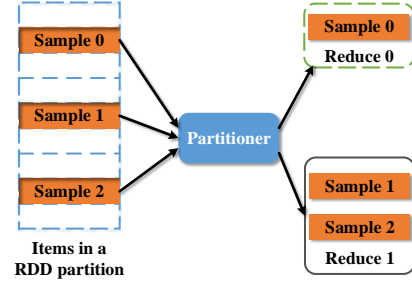 Sample 0
Sample 1
Sample 2
Items in a
RDD partition
Partitioner
Sample 0
Reduce 0
Sample 1
Sample 2
Reduce 1